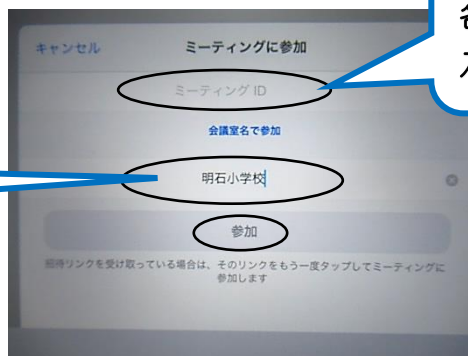 キャンセル ミーティングに参加
ミーティング ID
会議室名で参加
明石小学校
参加
招待リンクを受け取っている場合は、そのリンクをもう一度タップしてミーティングに
参加します